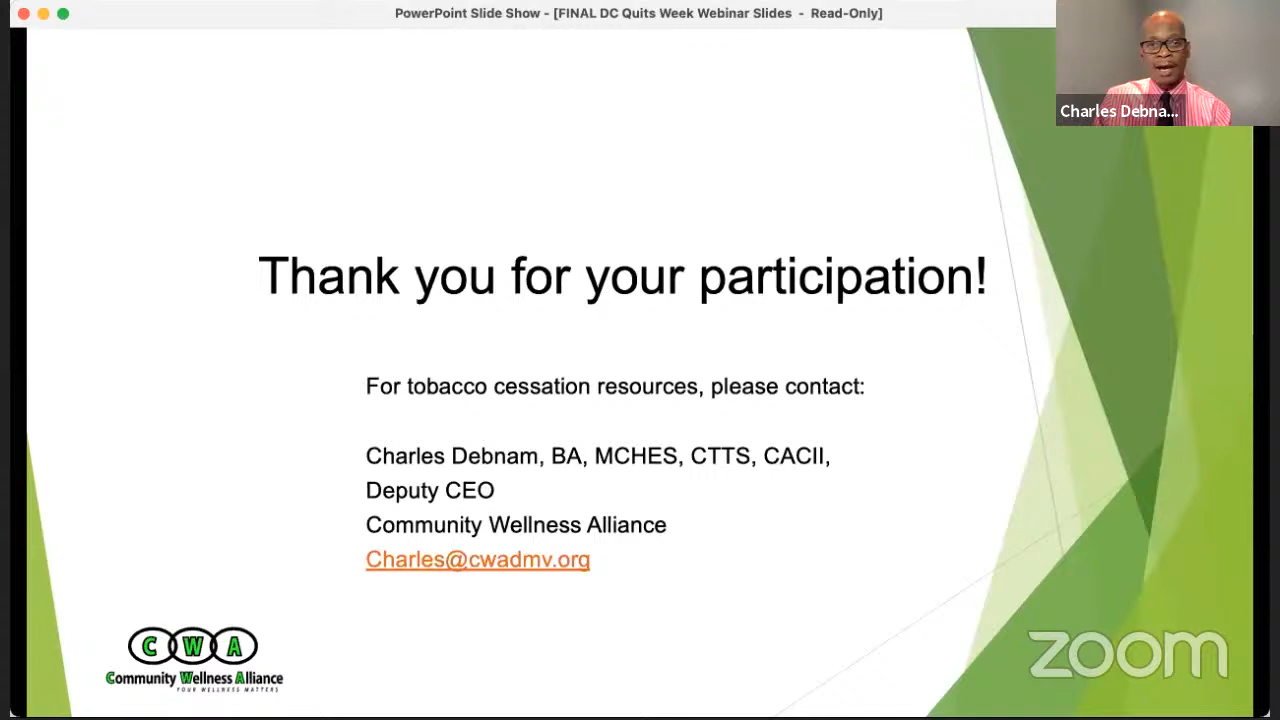 PowerPoint Slide Show - [FINAL DC Quits Week Webinar Slides - Read-Only]
Charles Debna...
Thank you for your participation!
For tobacco cessation resources, please contact:
Charles Debnam, BA, MCHES, CTTS, CACII,
Deputy CEO
Community Wellness Alliance
Charles@cwadmv.org
C W A
Community Wellness Alliance
YOUR WELLNESS MATTERS
zoom